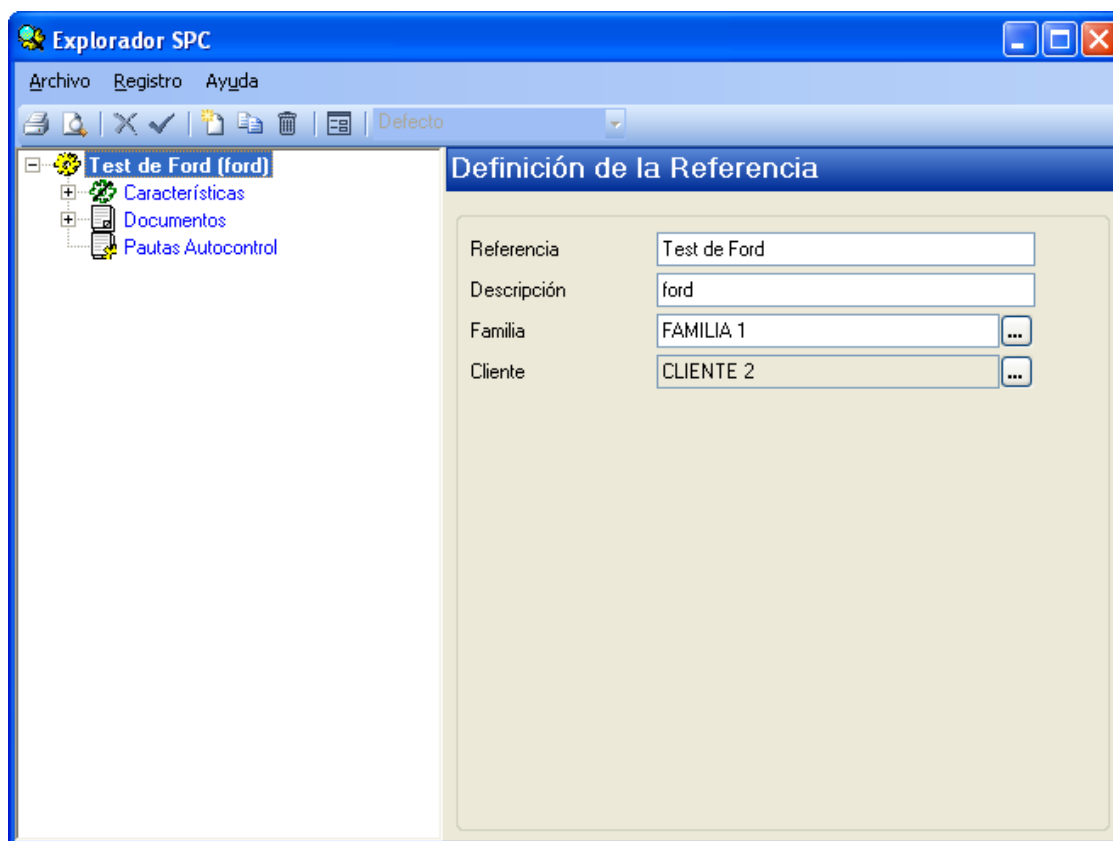 Explorador SPC
Archivo Registro Ayuda
Defecto
Test de Ford (ford)
Características
Documentos
Pautas Autocontrol
Definición de la Referencia
Referencia Test de Ford
Descripción ford
Familia FAMILIA 1 ...
Cliente CLIENTE 2 ...